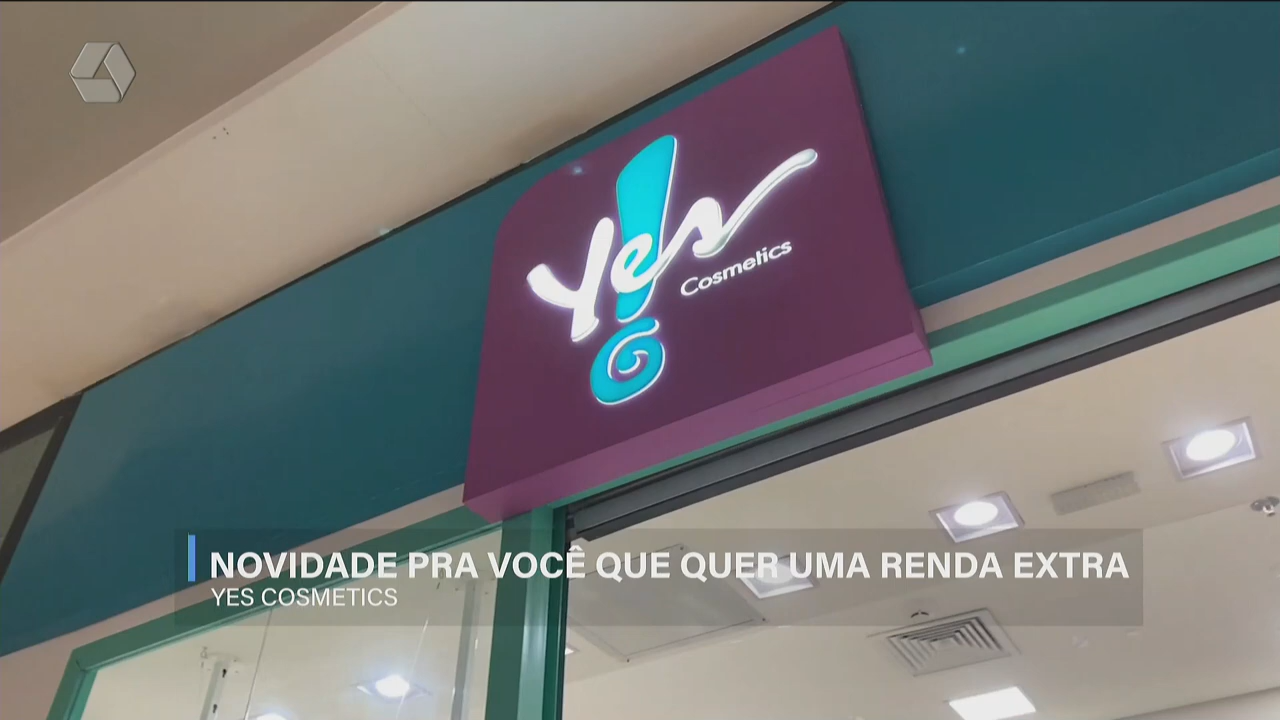 Yes
Cosmetics
NOVIDADE PRA VOCÊ QUE QUER UMA RENDA EXTRA
YES COSMETICS